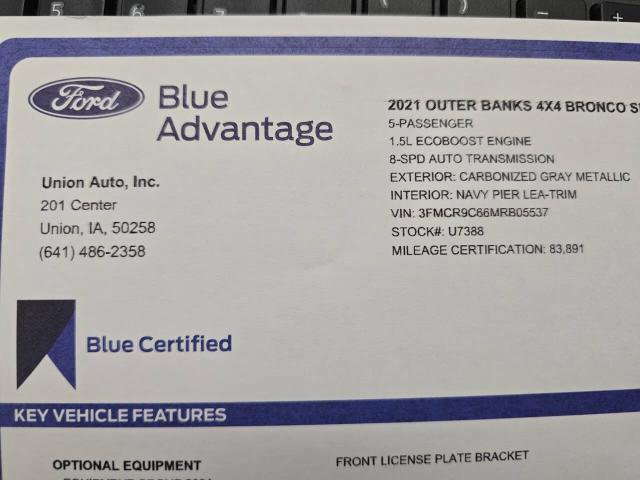 5
6
+
Ford
Blue
Advantage
Union Auto, Inc.
201 Center
Union, IA, 50258
(641) 486-2358
2021 OUTER BANKS 4X4 BRONCO
5-PASSENGER
1.5L ECOBOOST ENGINE
8-SPD AUTO TRANSMISSION
EXTERIOR: CARBONIZED GRAY METALLIC
INTERIOR: NAVY PIER LEA-TRIM
VIN: 3FMCR9C66MRB05537
STOCK#: U7388
MILEAGE CERTIFICATION: 83,891
Blue Certified
KEY VEHICLE FEATURES
OPTIONAL EQUIPMENT
FRONT LICENSE PLATE BRACKET